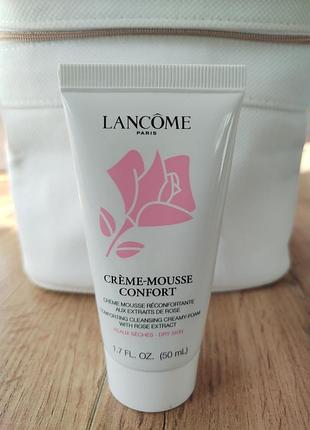 LANCÔME
PARIS
CRÈME-MOUSSE
CONFORT
CRÈME MOUSSE RÉCONFORTANTE
AUX EXTRAITS DE ROSE
COMFORTING CLEANSING CREAMY-FOAM
WITH ROSE EXTRACT
PEAUX SÈCHES - DRY SKIN
1.7 FL. OZ. (50 mL)